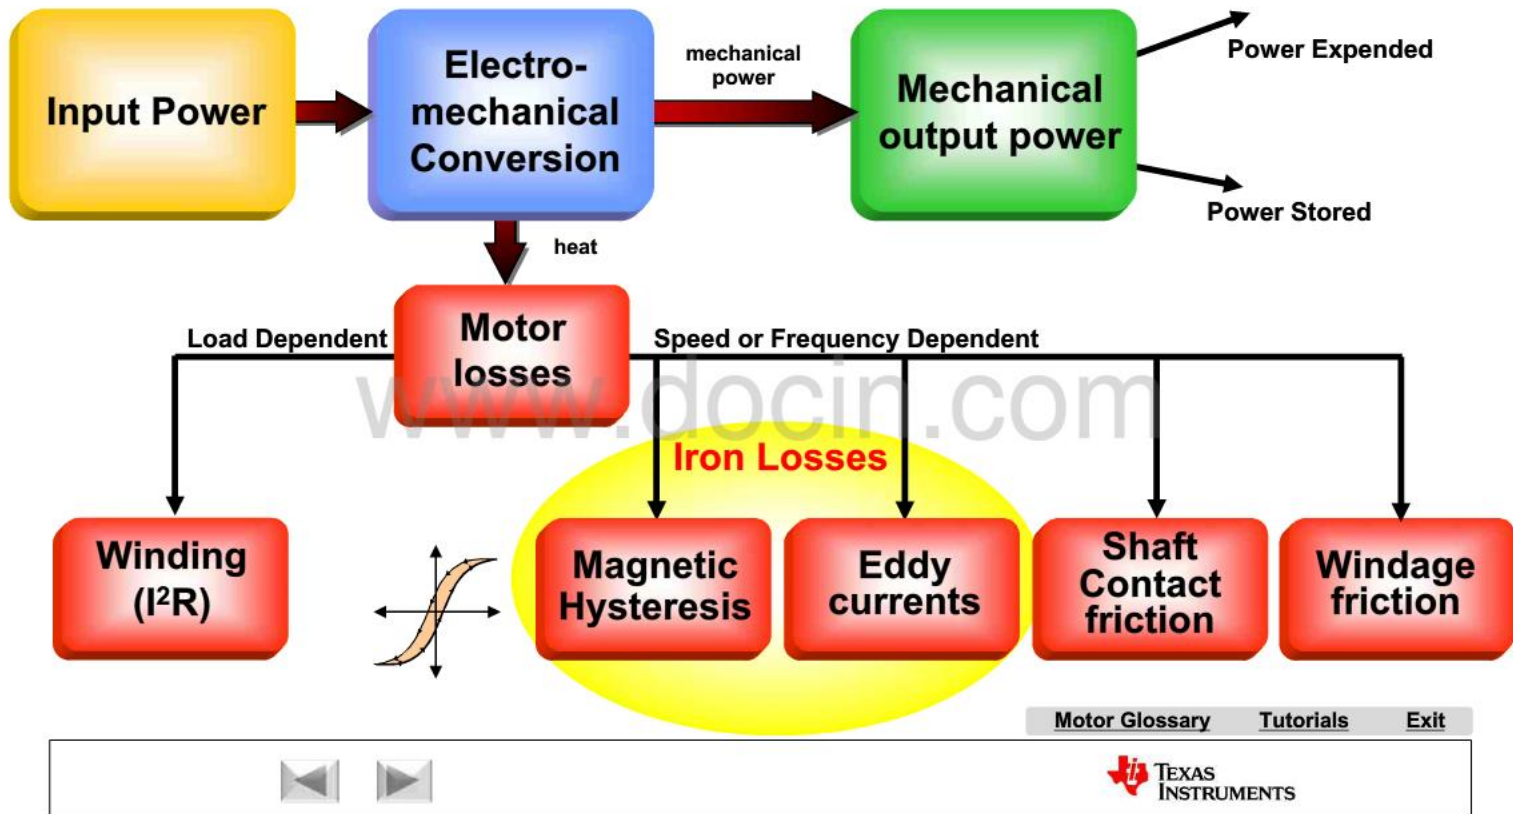 Input Power
Electro-
mechanical
Conversion
mechanical
power
Mechanical
output power
Power Expended
Power Stored
heat
Motor
losses
Load Dependent
Speed or Frequency Dependent
www.docin.com
Iron Losses
Winding
(I²R)
Magnetic
Hysteresis
Eddy
currents
Shaft
Contact
friction
Windage
friction
Motor Glossary Tutorials Exit
TEXAS
INSTRUMENTS